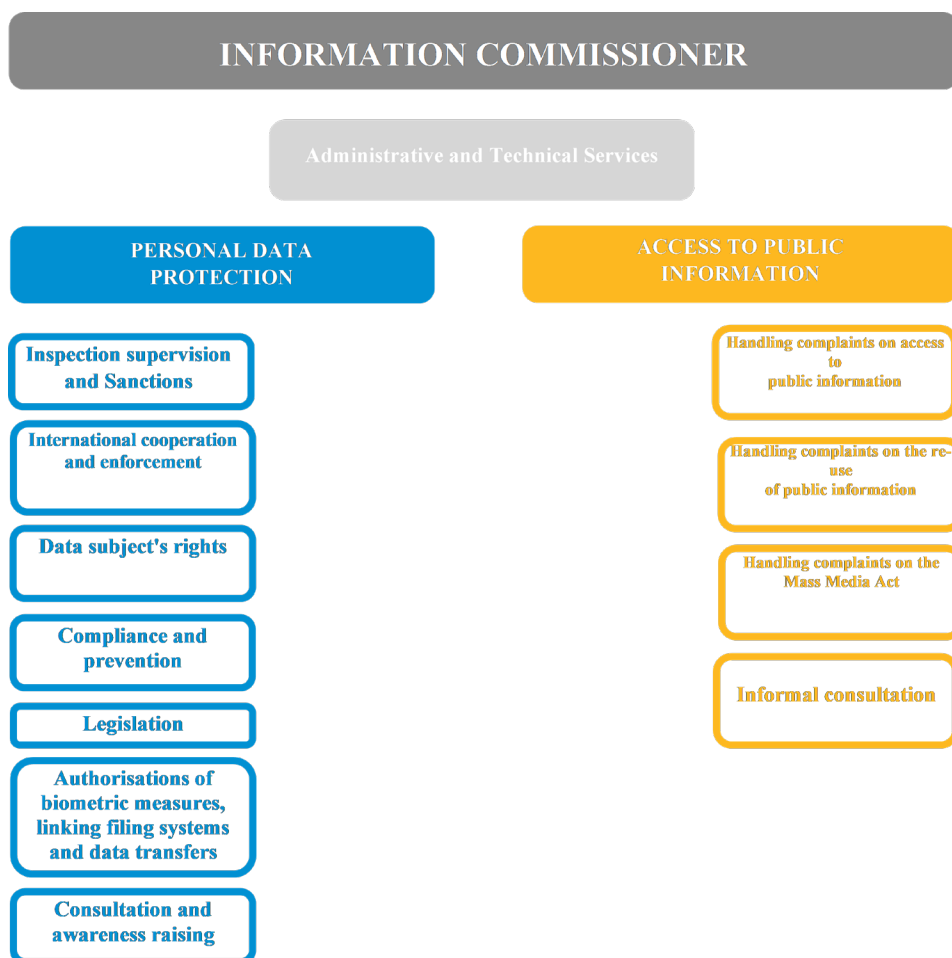 INFORMATION COMMISSIONER
Administrative and Technical Services
PERSONAL DATA
PROTECTION
Inspection supervision
and Sanctions
International cooperation
and enforcement
Data subject's rights
Compliance and
prevention
Legislation
Authorisations of
biometric measures,
linking filing systems
and data transfers
Consultation and
awareness raising
ACCESS TO PUBLIC
INFORMATION
Handling complaints on access
to
public information
Handling complaints on the re-
use
of public information
Handling complaints on the
Mass Media Act
Informal consultation